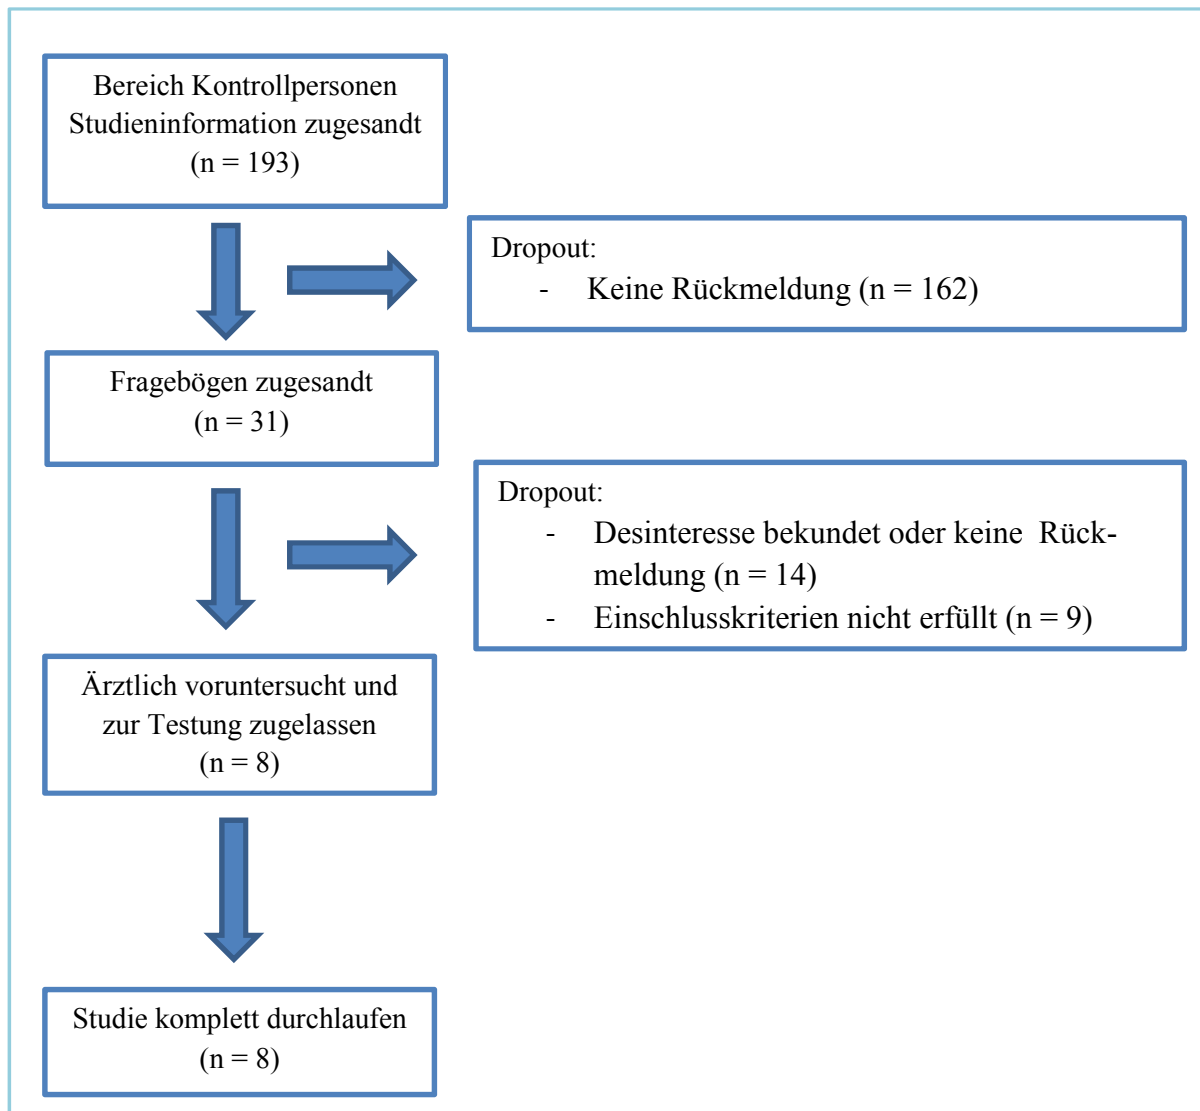 Bereich Kontrollpersonen
Studieninformation zugesandt
(n = 193)
Dropout:
- Keine Rückmeldung (n = 162)
Fragebögen zugesandt
(n = 31)
Dropout:
- Desinteresse bekundet oder keine Rück-
meldung (n = 14)
- Einschlusskriterien nicht erfüllt (n = 9)
Ärztlich voruntersucht und
zur Testung zugelassen
(n = 8)
Studie komplett durchlaufen
(n = 8)